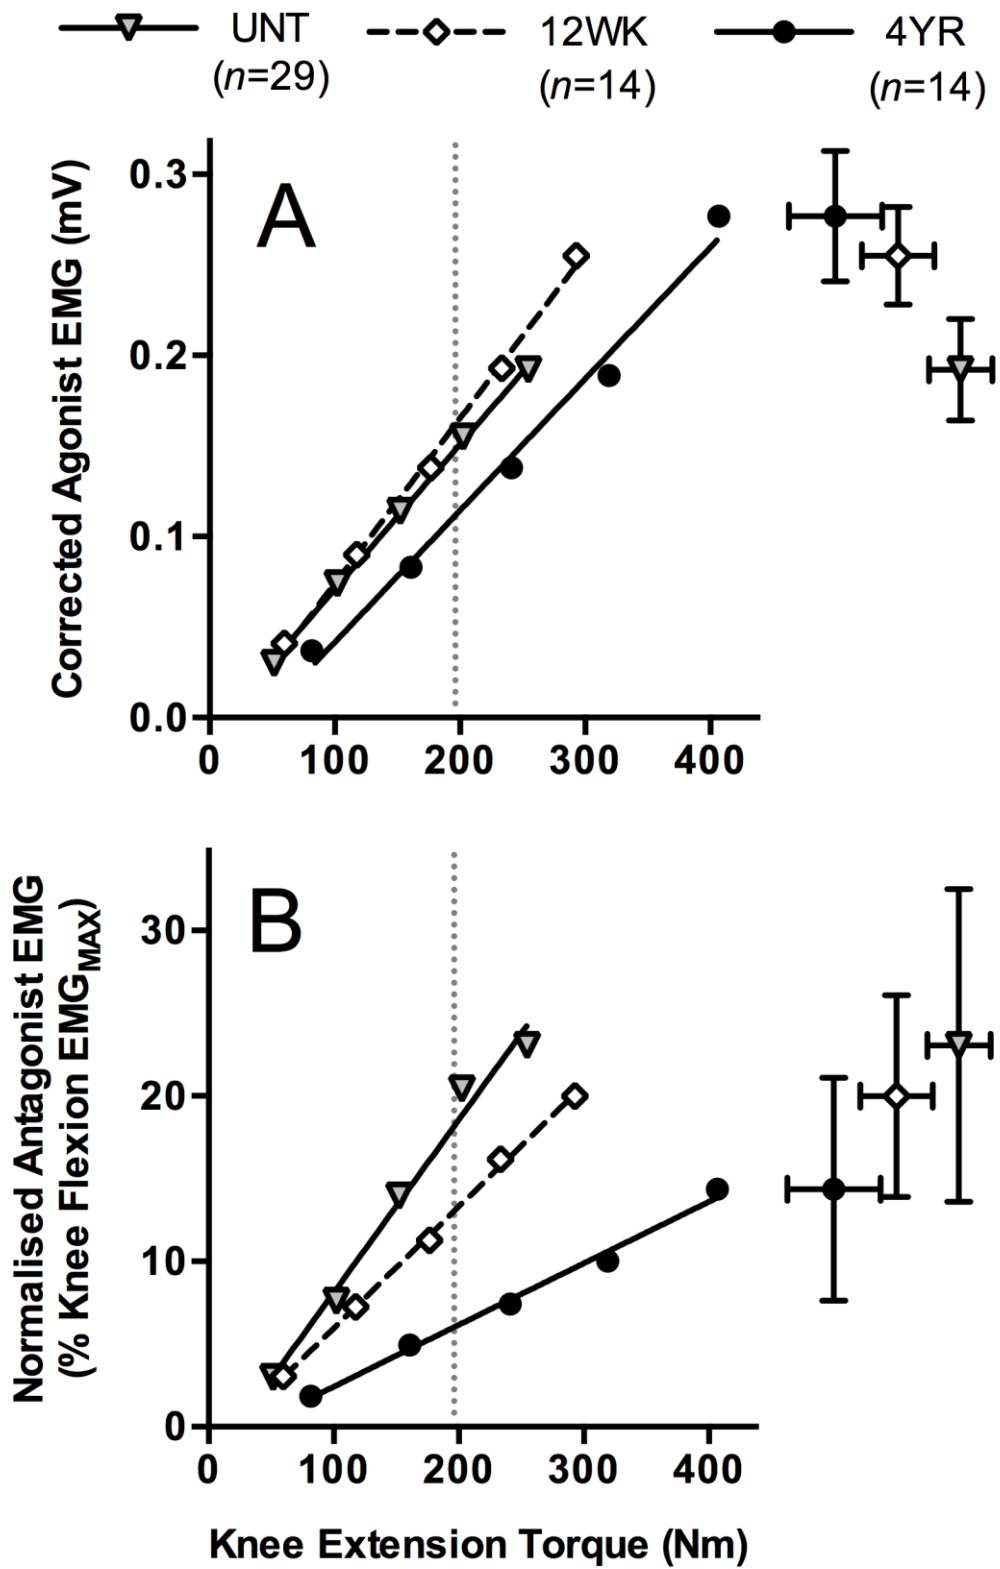 UNT 12WK 4YR
(n=29) (n=14) (n=14)
A
Corrected Agonist EMG (mV)
0.3
0.2
0.1
0.0
0 100 200 300 400
B
Normalised Antagonist EMG
(% Knee Flexion EMGMAX)
30
20
10
0
0 100 200 300 400
Knee Extension Torque (Nm)